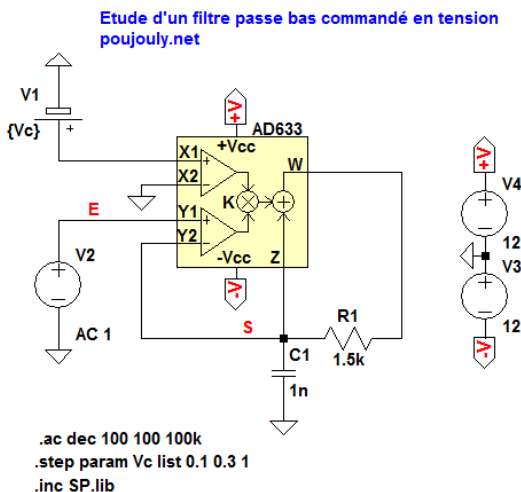 Etude d'un filtre passe bas commandé en tension
poujouly.net
V1
{Vc}
+V
AD633
+Vcc
X1
X2
W
K
Y1
Y2
Z
-Vcc
-V
E
V2
AC 1
S
R1
1.5k
C1
1n
+V
V4
12
V3
12
-V
.ac dec 100 100 100k
.step param Vc list 0.1 0.3 1
.inc SP.lib